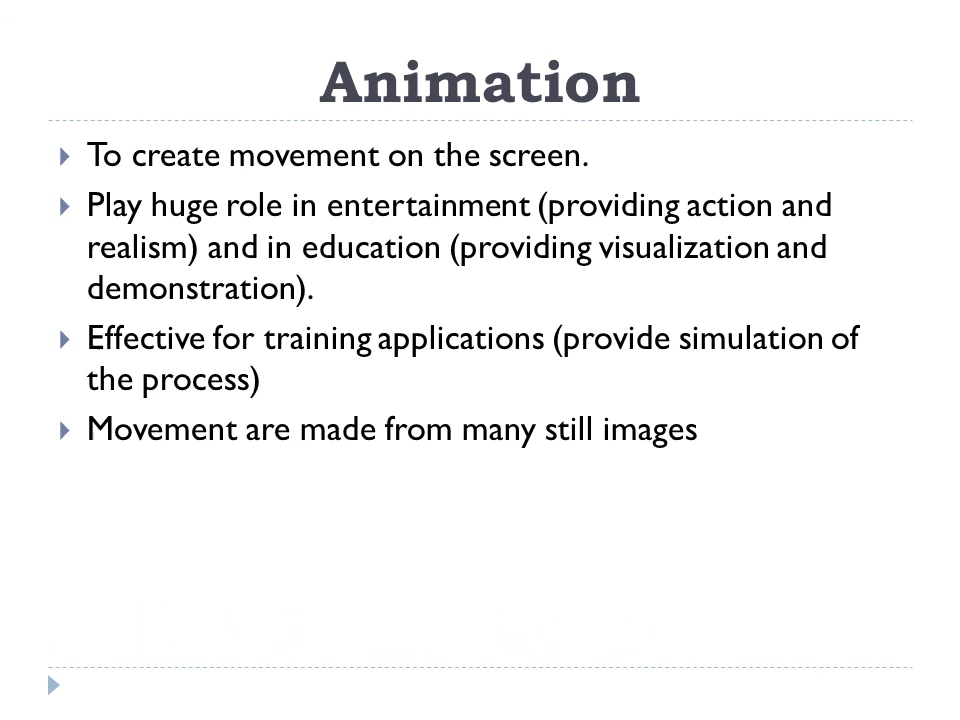 Animation
To create movement on the screen.
Play huge role in entertainment (providing action and
realism) and in education (providing visualization and
demonstration).
Effective for training applications (provide simulation of
the process)
Movement are made from many still images